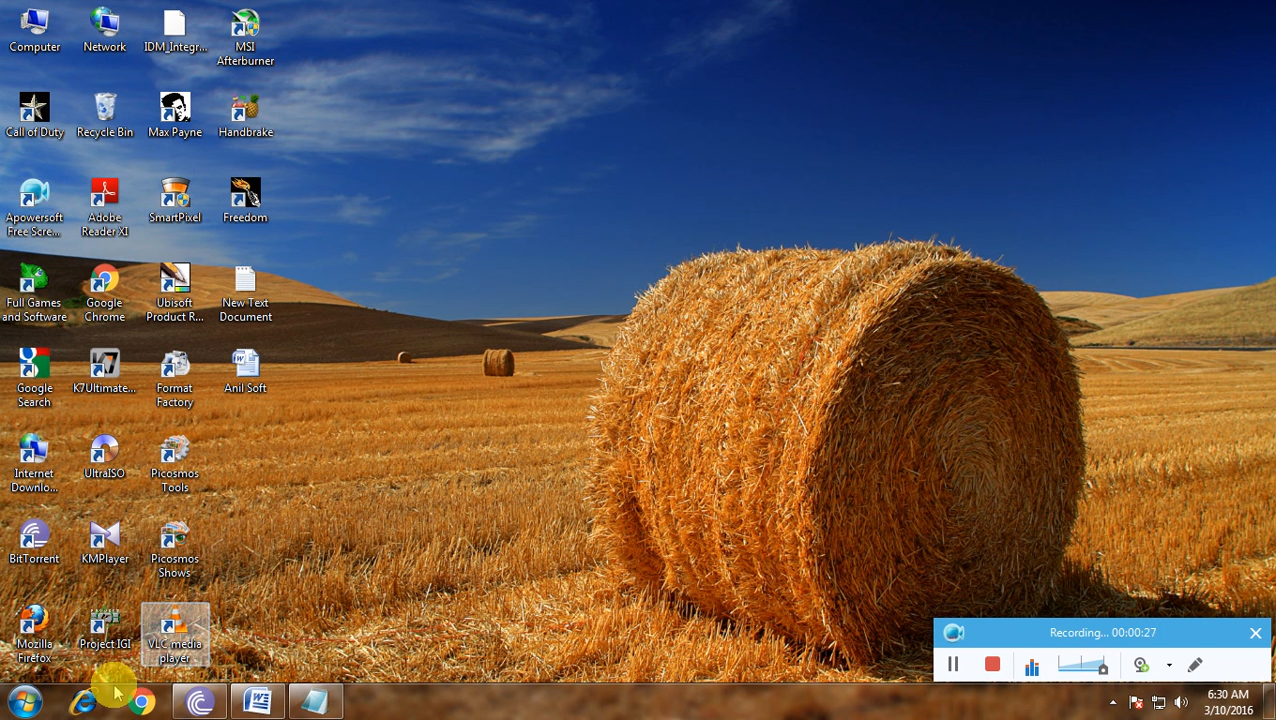 Computer
Network
IDM_Integr...
MSI
Afterburner
Call of Duty
Recycle Bin
Max Payne
Handbrake
Apowersoft
Free Scre...
Adobe
Reader XI
SmartPixel
Freedom
Full Games
and Software
Google
Chrome
Ubisoft
Product R...
New Text
Document
Google
Search
K7Ultimate...
Format
Factory
Anil Soft
Internet
Downlo...
UltraISO
Picosmos
Tools
BitTorrent
KMPlayer
Picosmos
Shows
Mozilla
Firefox
Project IGI
VLC media
player
Recording... 00:00:27
6:30 AM
3/10/2016